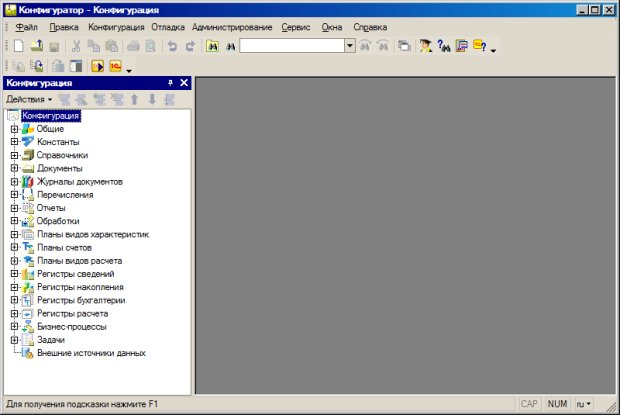 Конфигуратор - Конфигурация
Файл Правка Конфигурация Отладка Администрирование Сервис Окна Справка
Конфигурация
Действия
Конфигурация
Общие
Константы
Справочники
Документы
Журналы документов
Перечисления
Отчеты
Обработки
Планы видов характеристик
Планы счетов
Планы видов расчета
Регистры сведений
Регистры накопления
Регистры бухгалтерии
Регистры расчета
Бизнес-процессы
Задачи
Внешние источники данных
Для получения подсказки нажмите F1 CAP NUM ru